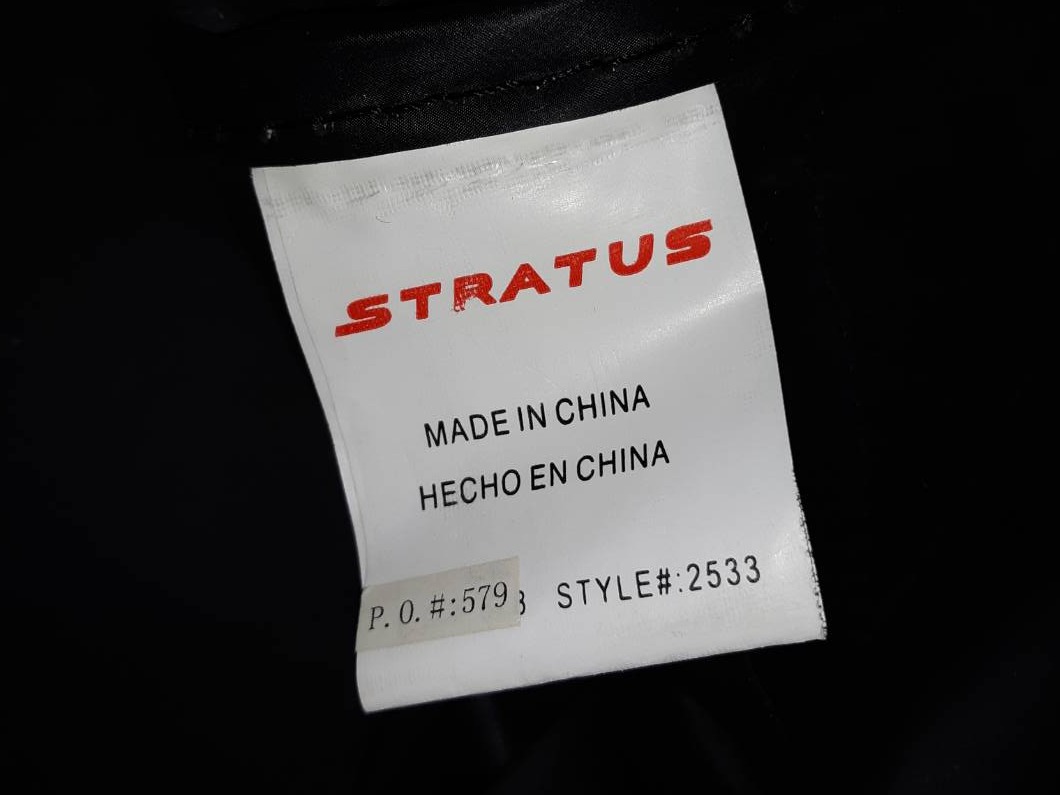 STRATUS
MADE IN CHINA
HECHO EN CHINA
P.O.#:579 STYLE#:2533